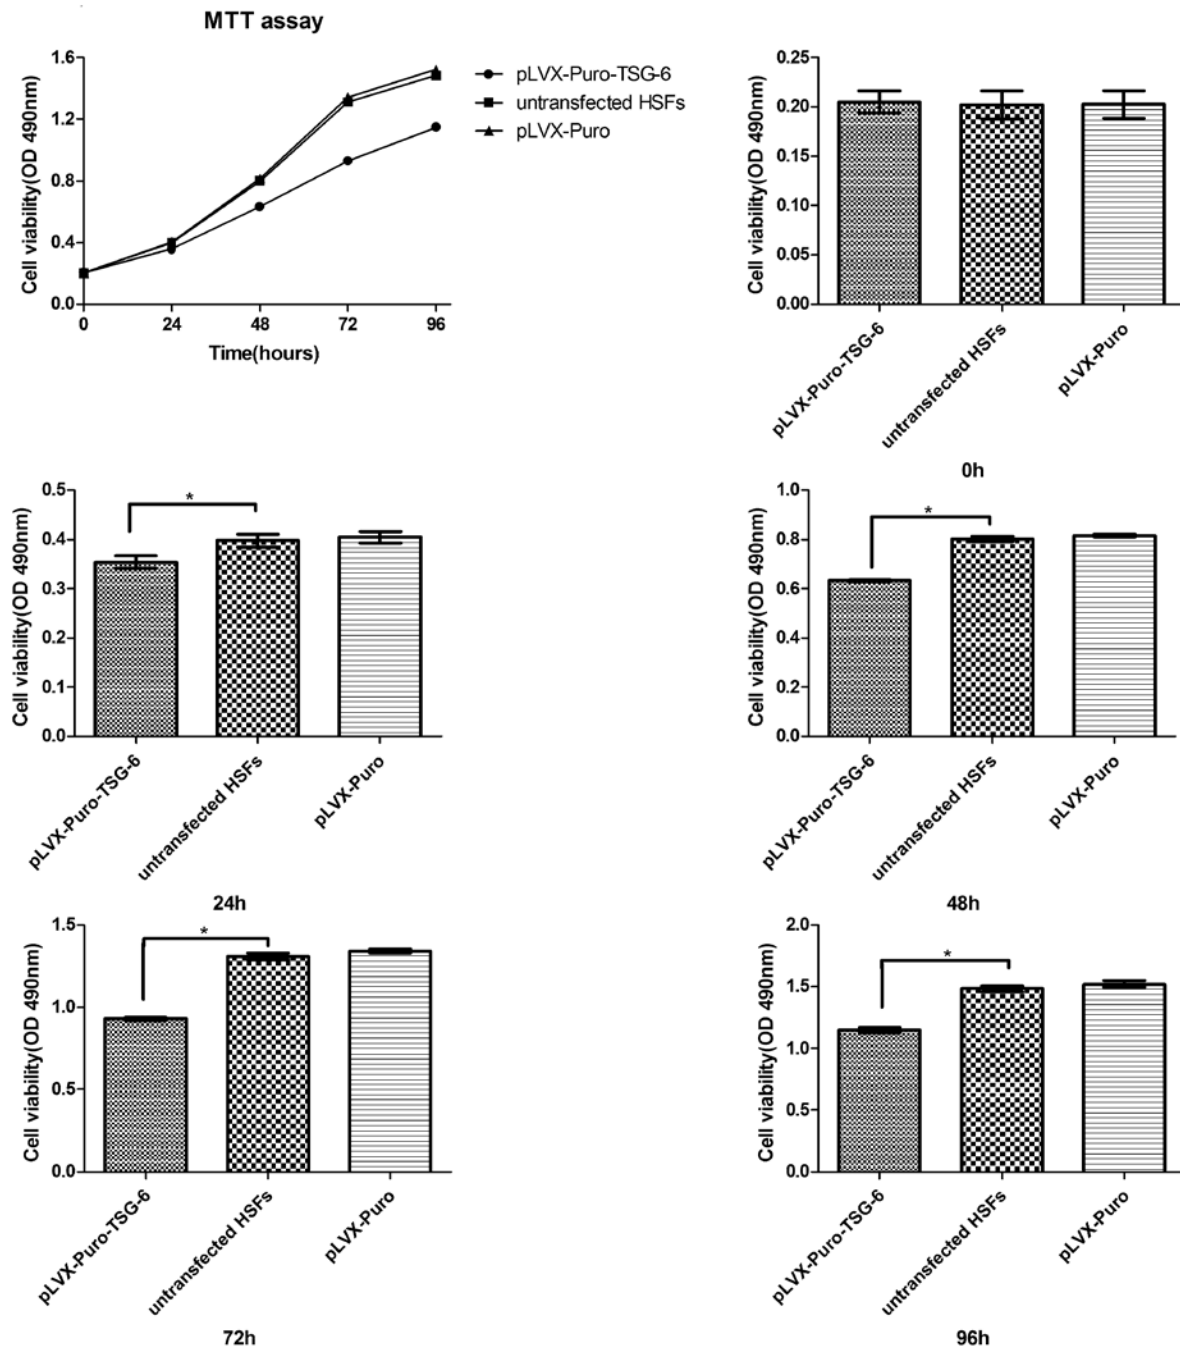 MTT assay
Cell viability(OD 490nm)
1.6
1.2
0.8
0.4
0.0
0 24 48 72 96
Time(hours)
pLVX-Puro-TSG-6
untransfected HSFs
pLVX-Puro
Cell viability(OD 490nm)
0.25
0.20
0.15
0.10
0.05
0.00
pLVX-Puro-TSG-6
untransfected HSFs
pLVX-Puro
0h
Cell viability(OD 490nm)
0.5
0.4
0.3
0.2
0.1
0.0
*
pLVX-Puro-TSG-6
untransfected HSFs
pLVX-Puro
24h
Cell viability(OD 490nm)
1.0
0.8
0.6
0.4
0.2
0.0
*
pLVX-Puro-TSG-6
untransfected HSFs
pLVX-Puro
48h
Cell viability(OD 490nm)
1.5
1.0
0.5
0.0
*
pLVX-Puro-TSG-6
untransfected HSFs
pLVX-Puro
72h
Cell viability(OD 490nm)
2.0
1.5
1.0
0.5
0.0
*
pLVX-Puro-TSG-6
untransfected HSFs
pLVX-Puro
96h